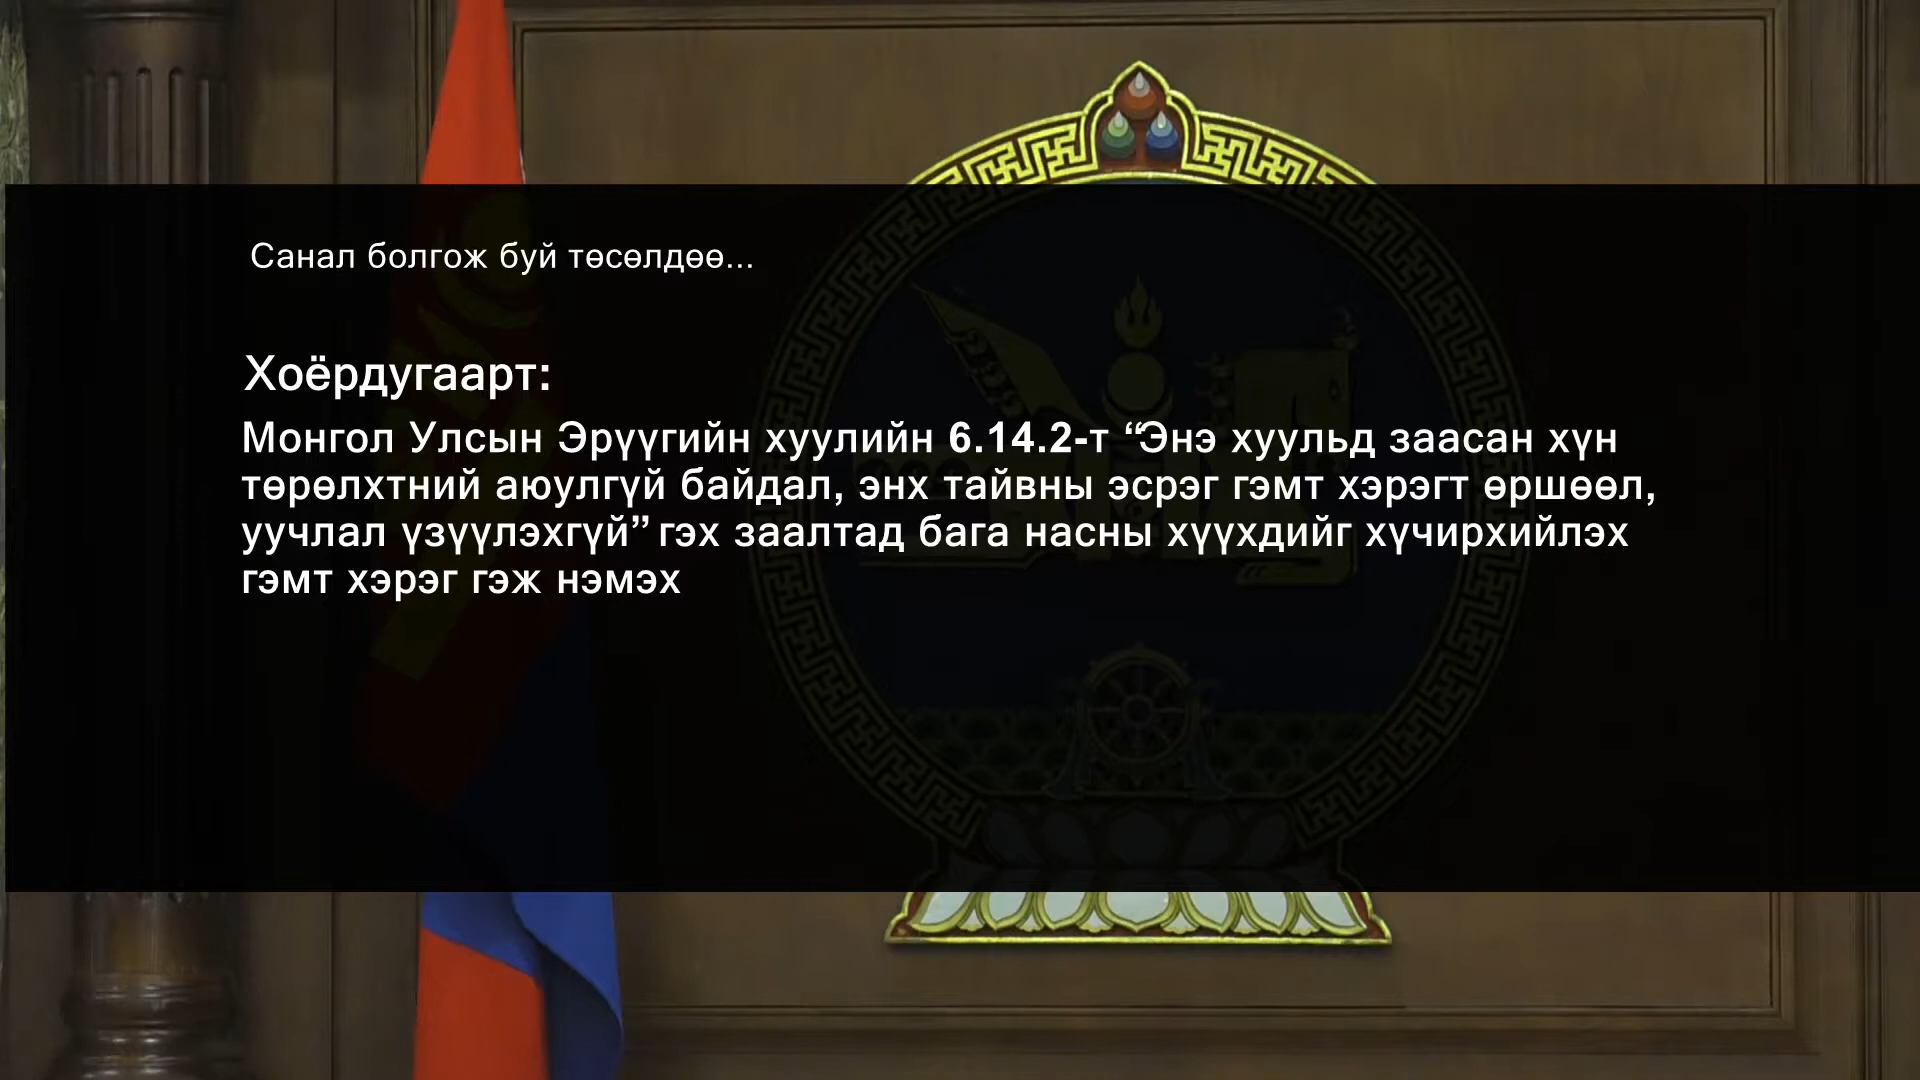 Санал болгож буй төсөлдөө...
Хоёрдугаарт:
Монгол Улсын Эрүүгийн хуулийн 6.14.2-т “Энэ хуульд заасан хүн
төрөлхтний аюулгүй байдал, энх тайвны эсрэг гэмт хэрэгт өршөөл,
уучлал үзүүлэхгүй” гэх заалтад бага насны хүүхдийг хүчирхийлэх
гэмт хэрэг гэж нэмэх